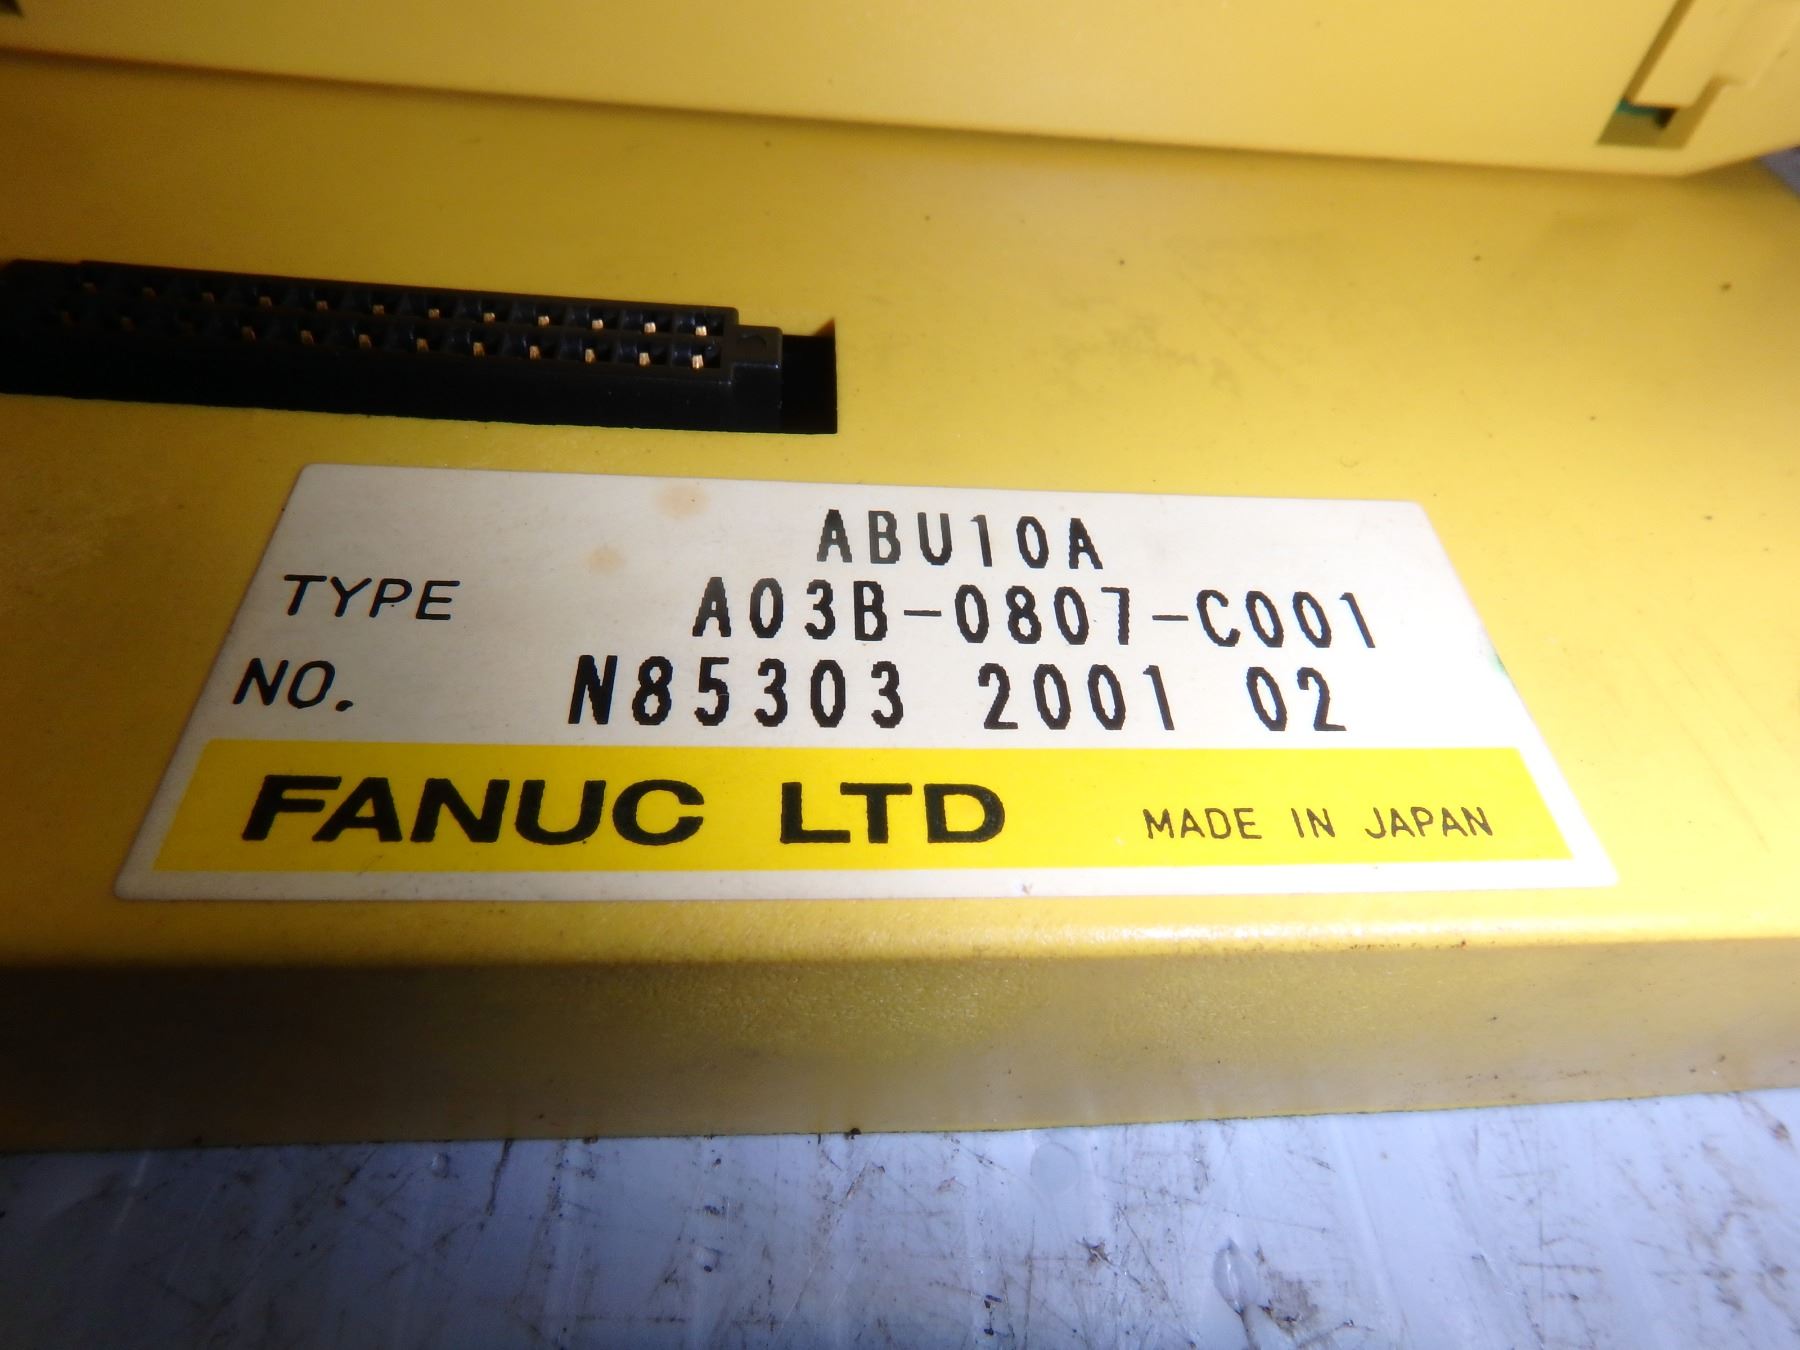 ABU10A
TYPE A03B-0807-C001
NO. N85303 2001 02
FANUC LTD MADE IN JAPAN